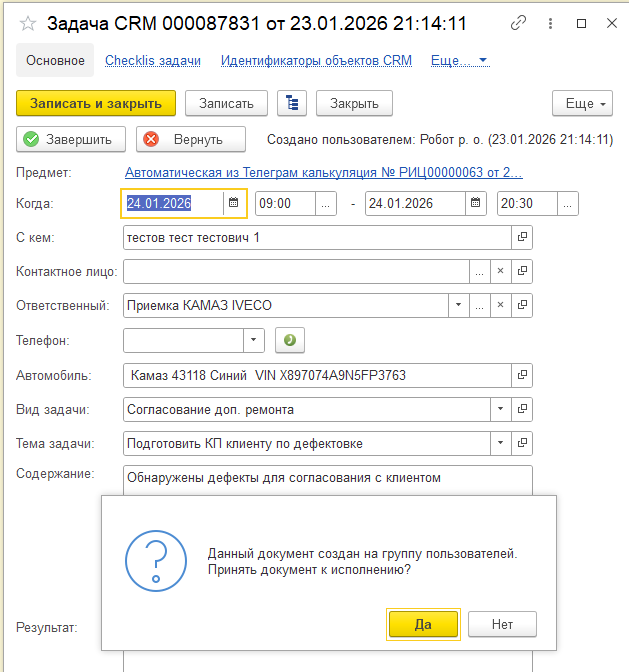 Задача CRM 000087831 от 23.01.2026 21:14:11
Основное Checklis задачи Идентификаторы объектов CRM Еще...
Записать и закрыть Записать Закрыть Еще
Завершить Вернуть Создано пользователем: Робот р. о. (23.01.2026 21:14:11)
Предмет: Автоматическая из Телеграм калькуляция № РИЦ00000063 от 2...
Когда: 24.01.2026 09:00 ... - 24.01.2026 20:30 ...
С кем: тестов тест тестович 1
Контактное лицо: ... ×
Ответственный: Приемка КАМАЗ IVECO ... ×
Телефон:
Автомобиль: Камаз 43118 Синий VIN X897074A9N5FP3763
Вид задачи: Согласование доп. ремонта
Тема задачи: Подготовить КП клиенту по дефектовке
Содержание: Обнаружены дефекты для согласования с клиентом
Данный документ создан на группу пользователей.
Принять документ к исполнению?
Да Нет
Результат: